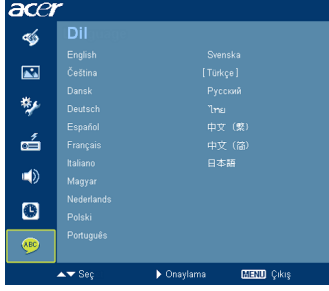 acer
Dil
English
Čeština
Dansk
Deutsch
Español
Français
Italiano
Magyar
Nederlands
Polski
Português
Svenska
[Türkçe]
Русский
ไทย
中文 (繁)
中文 (简)
日本語
ABC
▲▼ Seç ▶ Onaylama MENU Çıkış